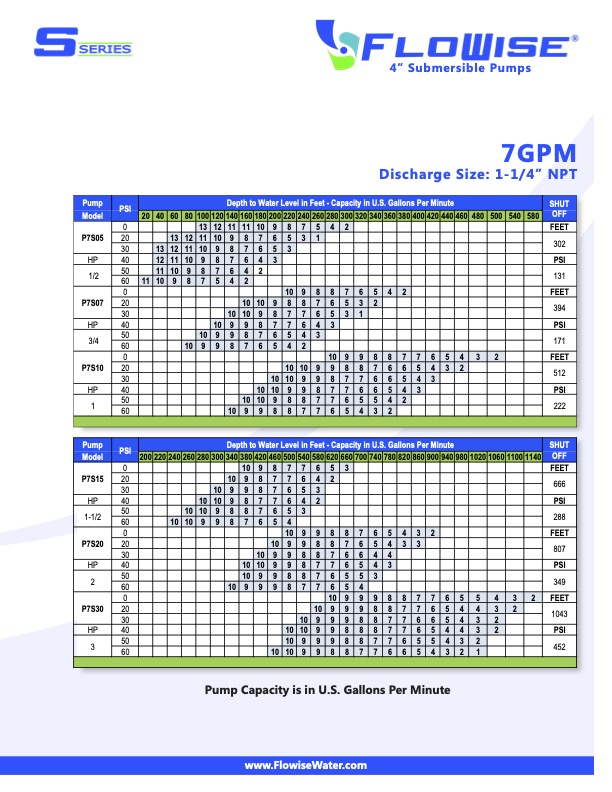 S SERIES
FLOWISE®
4" Submersible Pumps
7GPM
Discharge Size: 1-1/4" NPT
Pump Model PSI Depth to Water Level in Feet - Capacity in U.S. Gallons Per Minute SHUT OFF
20 40 60 80 100 120 140 160 180 200 220 240 260 280 300 320 340 360 380 400 420 440 460 480 500 540 580
P7S05 0 13 12 11 11 10 9 8 7 5 4 2 FEET
20 13 12 11 10 9 8 7 6 5 3 1 302
30 13 12 11 10 9 8 7 6 5 3
HP 40 12 11 10 9 8 7 6 4 3 PSI
1/2 50 11 10 9 8 7 6 4 2 131
60 11 10 9 8 7 5 4 2
P7S07 0 10 9 8 8 7 6 5 4 2 FEET
20 10 10 9 8 8 7 6 5 3 2 394
30 10 10 9 8 7 6 5 3 1
HP 40 10 9 9 8 7 7 6 4 3 PSI
3/4 50 10 9 9 8 7 6 5 3 171
60 10 9 9 8 7 6 5 4 2
P7S10 0 10 9 9 8 8 7 7 6 5 4 3 2 FEET
20 10 10 9 9 8 8 7 6 6 5 4 3 2 512
30 10 9 9 8 8 7 7 6 6 5 4 3
HP 40 10 10 9 8 8 7 7 6 6 5 4 3 PSI
1 50 10 9 9 8 8 7 7 6 5 5 4 2 222
60 10 9 9 8 8 7 7 6 5 4 3 2
Pump Model PSI Depth to Water Level in Feet - Capacity in U.S. Gallons Per Minute SHUT OFF
200 220 240 260 280 300 340 380 420 460 500 540 580 620 660 700 740 780 820 860 900 940 980 1020 1060 1100 1140
P7S15 0 10 9 8 7 7 6 5 3 FEET
20 10 9 8 7 7 6 4 2 666
30 10 9 9 8 7 6 5 3
HP 40 10 10 9 8 7 7 6 4 2 PSI
1-1/2 50 10 10 9 9 8 7 6 5 3 288
60 10 10 9 9 8 7 6 5 4
P7S20 0 10 9 9 8 8 7 6 5 4 3 2 FEET
20 10 9 9 8 7 7 6 5 4 3 3 807
30 10 9 9 8 8 7 6 6 4 4
HP 40 10 9 9 8 8 7 7 6 5 4 3 PSI
2 50 10 9 9 8 8 7 6 5 5 3 349
60 10 9 9 8 8 7 7 6 5 4
P7S30 0 10 9 9 9 8 8 7 7 6 5 5 4 3 2 FEET
20 10 9 9 9 8 8 8 7 7 6 5 4 4 3 2 1043
30 10 9 9 9 8 8 8 7 7 6 5 5 4 3 2
HP 40 10 10 9 9 9 8 8 7 7 6 6 5 4 4 3 2 PSI
3 50 10 10 9 9 8 8 8 7 7 6 6 5 5 4 3 2 452
60 10 10 9 9 9 8 8 7 7 6 6 5 4 3 2 1
Pump Capacity is in U.S. Gallons Per Minute
www.FlowiseWater.com